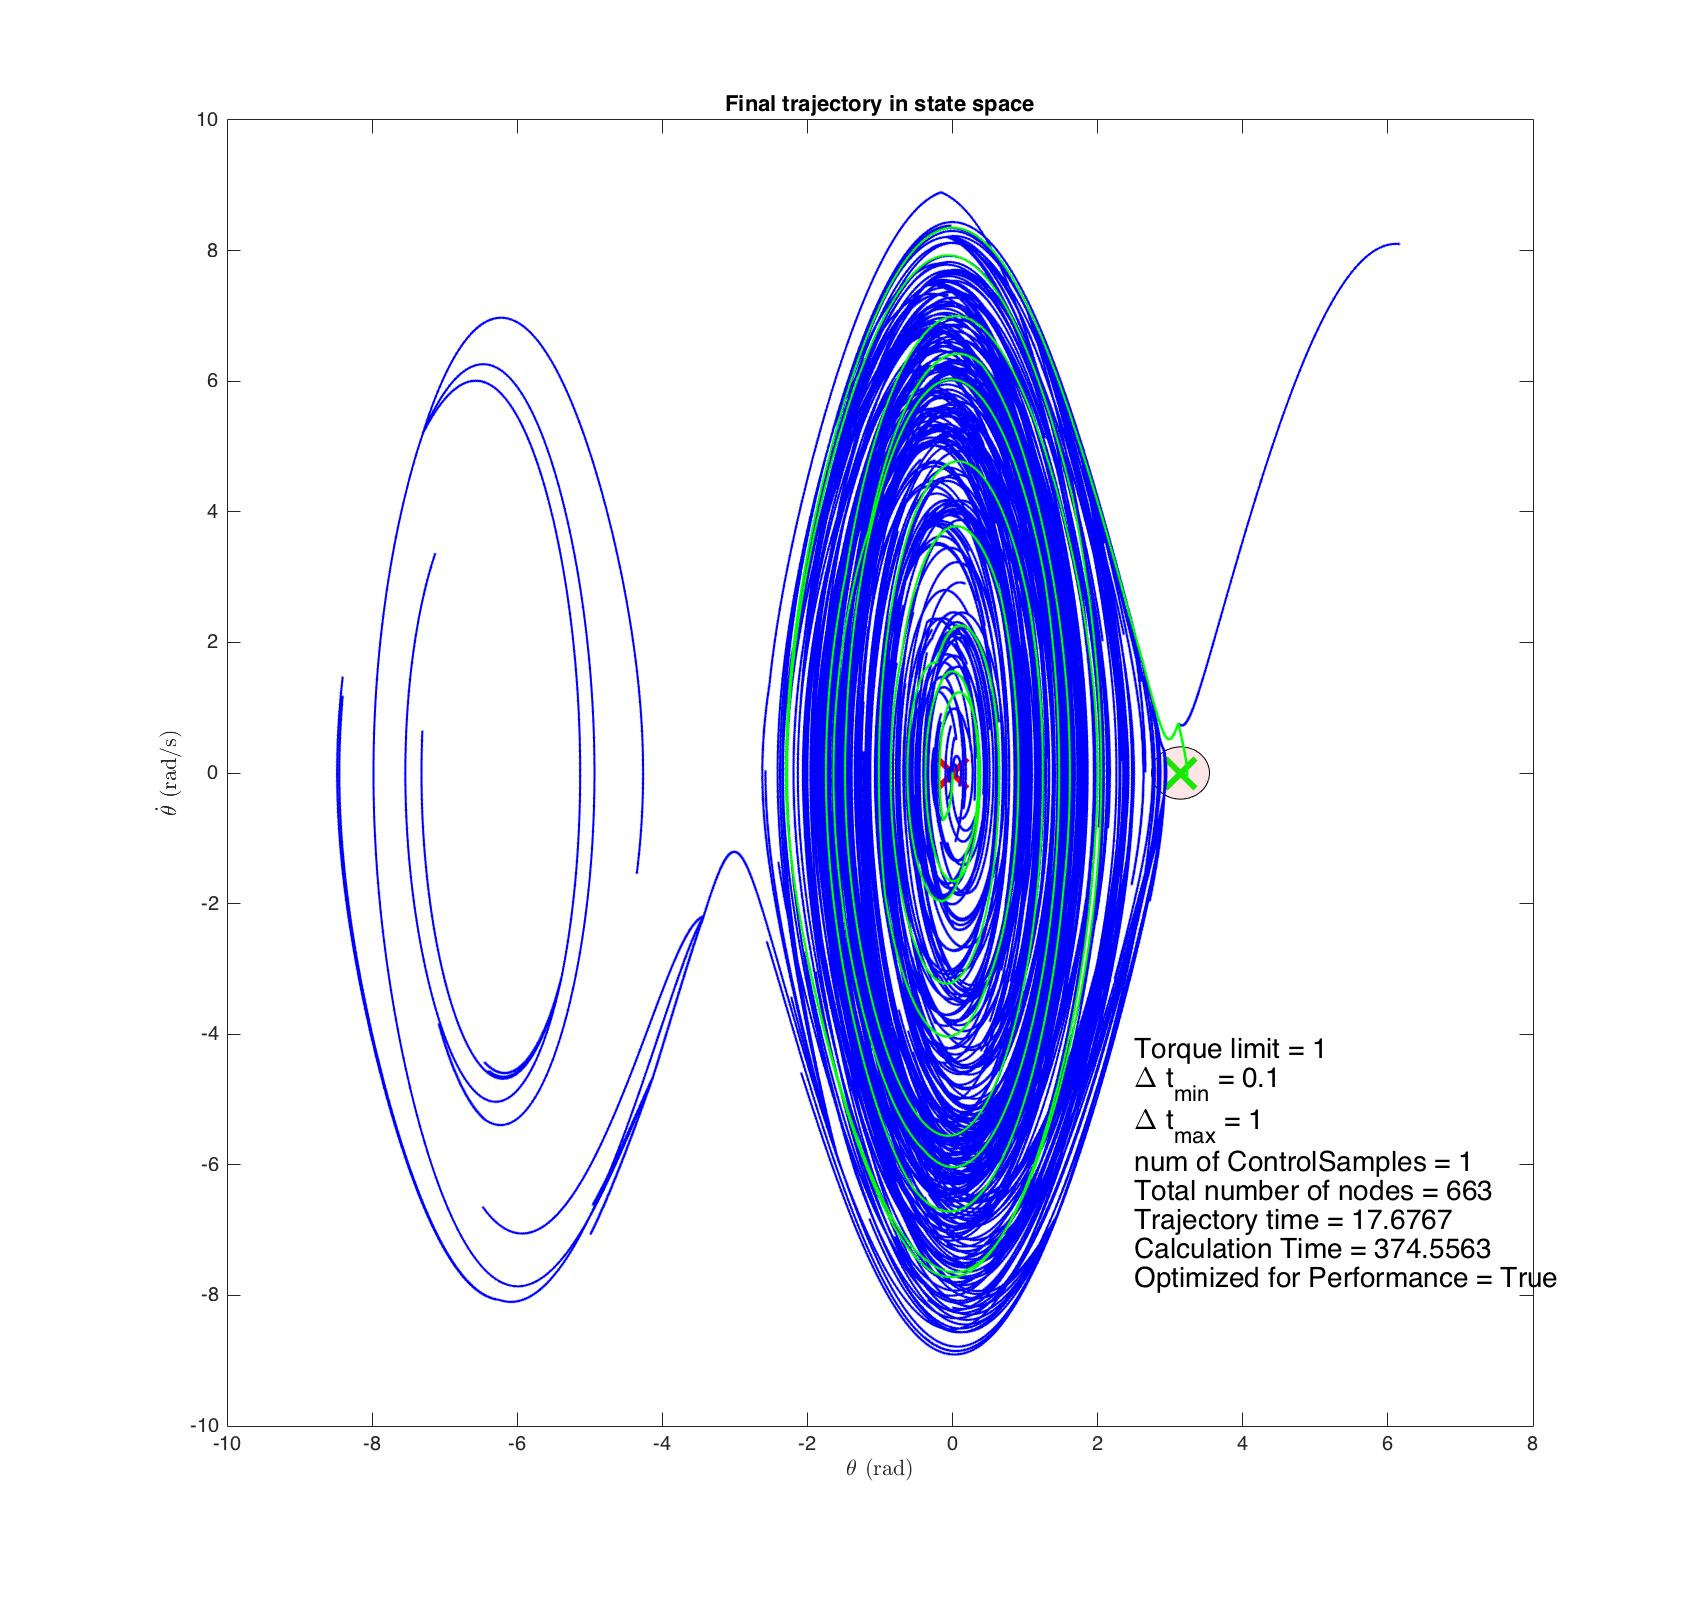 Final trajectory in state space
10
8
6
4
2
0
-2
-4
-6
-8
-10
θ̇ (rad/s)
Torque limit = 1
Δ t_min = 0.1
Δ t_max = 1
num of ControlSamples = 1
Total number of nodes = 663
Trajectory time = 17.6767
Calculation Time = 374.5563
Optimized for Performance = True
-10 -8 -6 -4 -2 0 2 4 6 8
θ (rad)